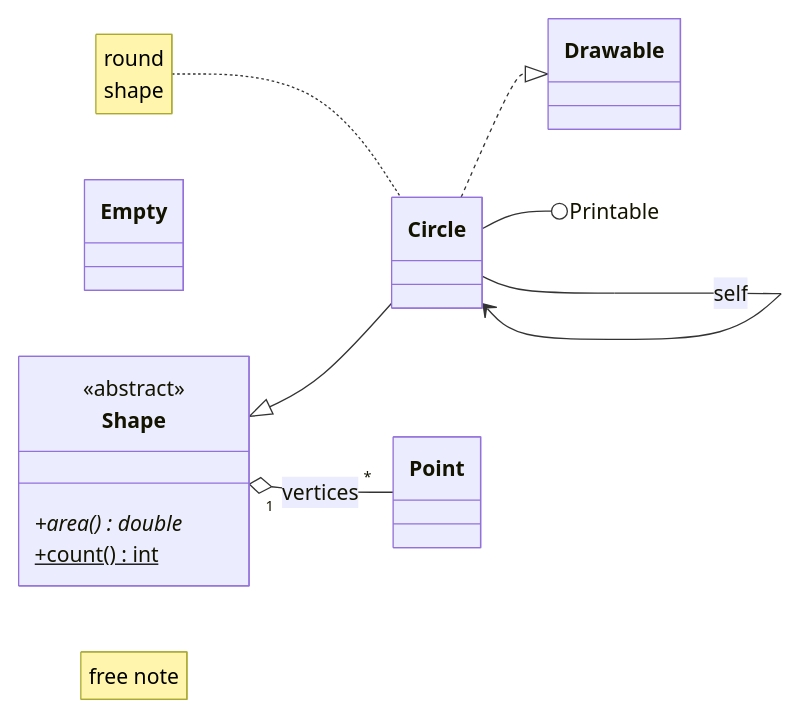 round
shape
Drawable
Empty
Circle
Printable
self
«abstract»
Shape
+area() : double
+count() : int
1
vertices
*
Point
free note